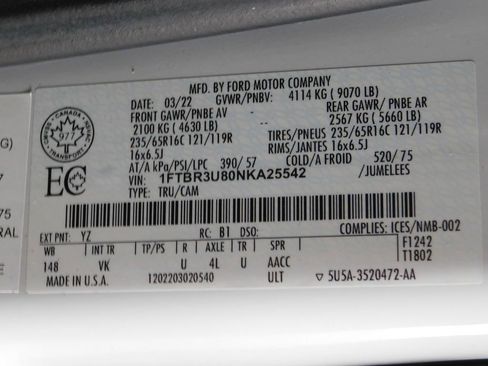 MFD. BY FORD MOTOR COMPANY
DATE: 03/22 GVWR/PNBV: 4114 KG ( 9070 LB)
FRONT GAWR/ PNBE AV REAR GAWR/ PNBE AR
2100 KG ( 4630 LB) 2567 KG ( 5660 LB)
235/65R16C 121/119R TIRES/PNEUS 235/65R16C 121/119R
16x6.5J RIMS/JANTES 16x6.5J
AT/A kPa/PSI/LPC 390/ 57 COLD/A FROID 520/ 75
VIN: 1FTBR3U80NKA25542 /JUMELEES
TYPE: TRU/CAM
CANADA
TRANSPORT
977
EC
EXT PNT: YZ RC: B1 DSO: COMPLIES: ICES/NMB-002
WB INT TR TP/PS R AXLE TR SPR F1242
148 VK U 4L U AACC T1802
MADE IN U.S.A. 1202203020540 ULT ▽ 5U5A-3520472-AA
G)
7
75
RAL
E